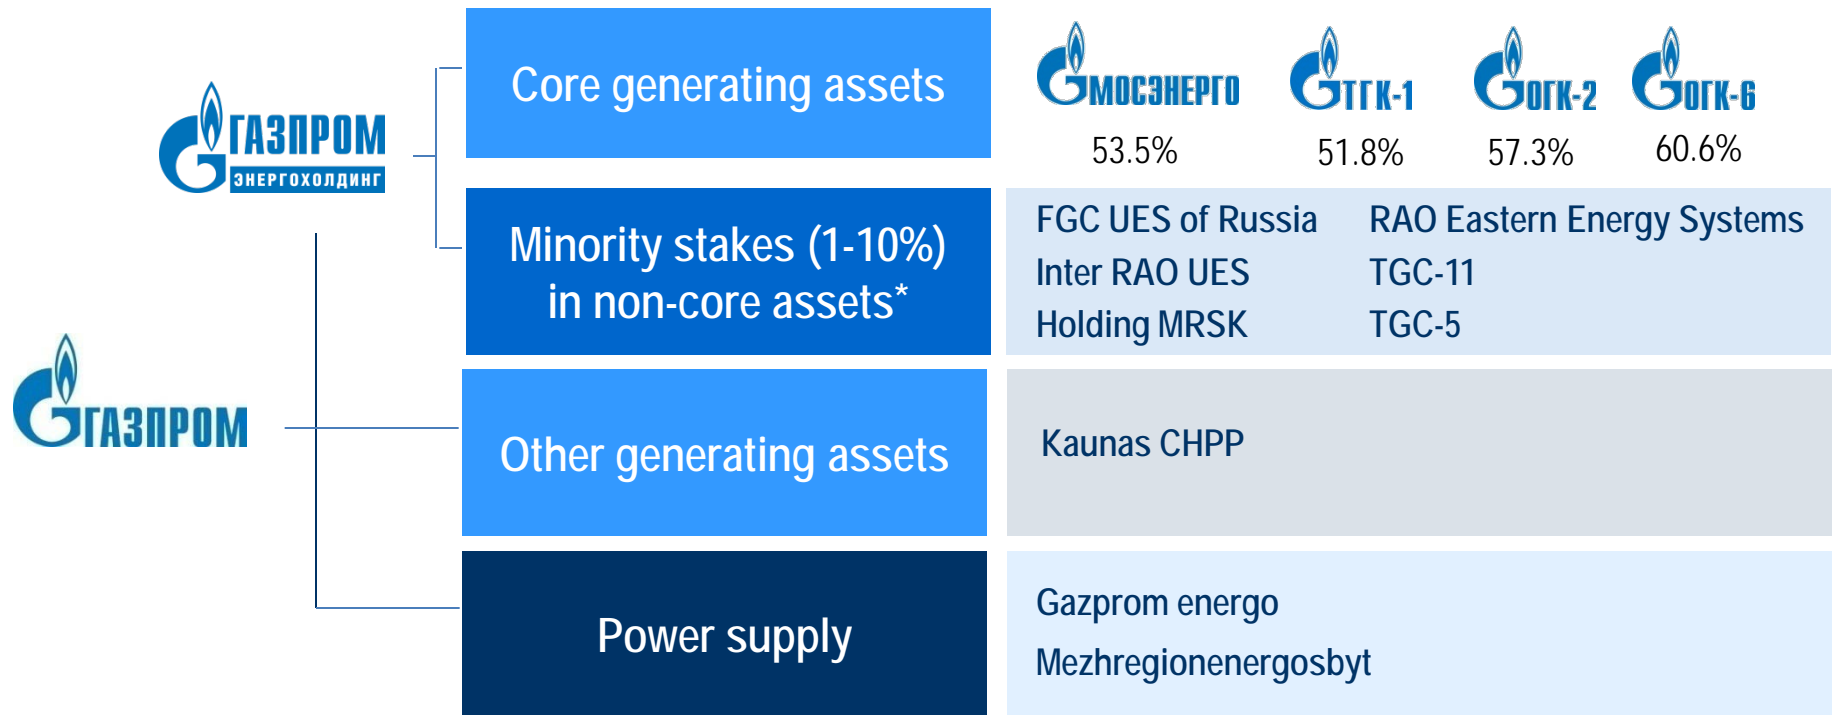 ГАЗПРОМ
ЭНЕРГОХОЛДИНГ
ГАЗПРОМ
Core generating assets
МОСЭНЕРГО
ТГК-1
ОГК-2
ОГК-6
53.5%
51.8%
57.3%
60.6%
Minority stakes (1-10%)
in non-core assets*
FGC UES of Russia
Inter RAO UES
Holding MRSK
RAO Eastern Energy Systems
TGC-11
TGC-5
Other generating assets
Kaunas CHPP
Power supply
Gazprom energo
Mezhregionenergosbyt